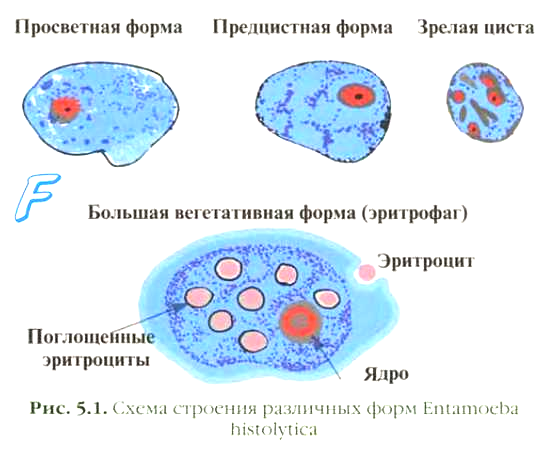 Просветная форма Предцистная форма Зрелая циста
F
Большая вегетативная форма (эритрофаг)
Эритроцит
Поглощенные
эритроциты
Ядро
Рис. 5.1. Схема строения различных форм Entamoeba
histolytica